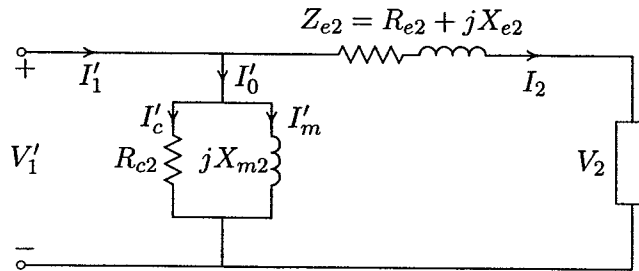 Z_{e2} = R_{e2} + jX_{e2}
+
I'_1
I'_0
I_2
I'_c
I'_m
V'_1
R_{c2}
jX_{m2}
V_2
−